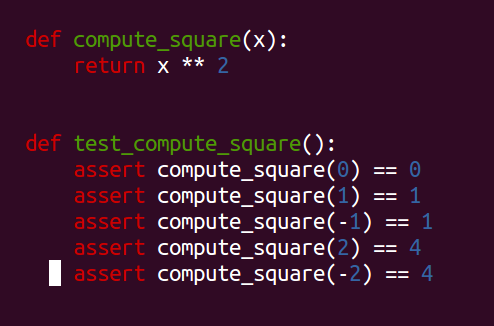 def compute_square(x):
    return x ** 2
def test_compute_square():
    assert compute_square(0) == 0
    assert compute_square(1) == 1
    assert compute_square(-1) == 1
    assert compute_square(2) == 4
    assert compute_square(-2) == 4